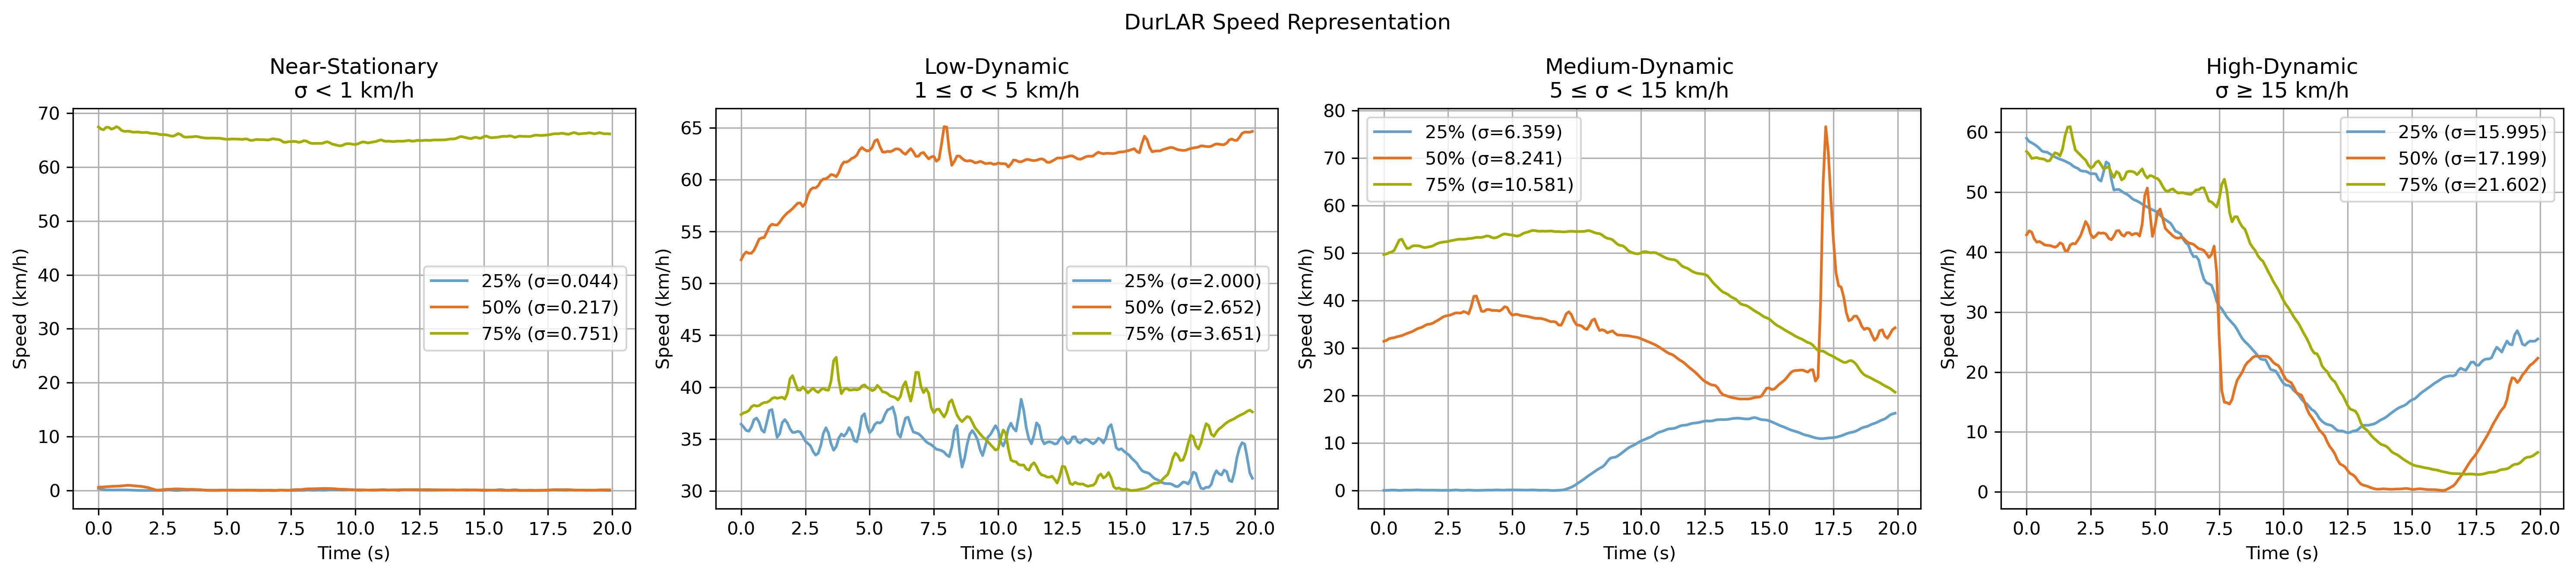 DurLAR Speed Representation
Near-Stationary
σ < 1 km/h
70
60
50
40
30
20
10
0
Speed (km/h)
25% (σ=0.044)
50% (σ=0.217)
75% (σ=0.751)
0.0 2.5 5.0 7.5 10.0 12.5 15.0 17.5 20.0
Time (s)
Low-Dynamic
1 ≤ σ < 5 km/h
65
60
55
50
45
40
35
30
Speed (km/h)
25% (σ=2.000)
50% (σ=2.652)
75% (σ=3.651)
0.0 2.5 5.0 7.5 10.0 12.5 15.0 17.5 20.0
Time (s)
Medium-Dynamic
5 ≤ σ < 15 km/h
80
70
60
50
40
30
20
10
0
Speed (km/h)
25% (σ=6.359)
50% (σ=8.241)
75% (σ=10.581)
0.0 2.5 5.0 7.5 10.0 12.5 15.0 17.5 20.0
Time (s)
High-Dynamic
σ ≥ 15 km/h
60
50
40
30
20
10
0
Speed (km/h)
25% (σ=15.995)
50% (σ=17.199)
75% (σ=21.602)
0.0 2.5 5.0 7.5 10.0 12.5 15.0 17.5 20.0
Time (s)